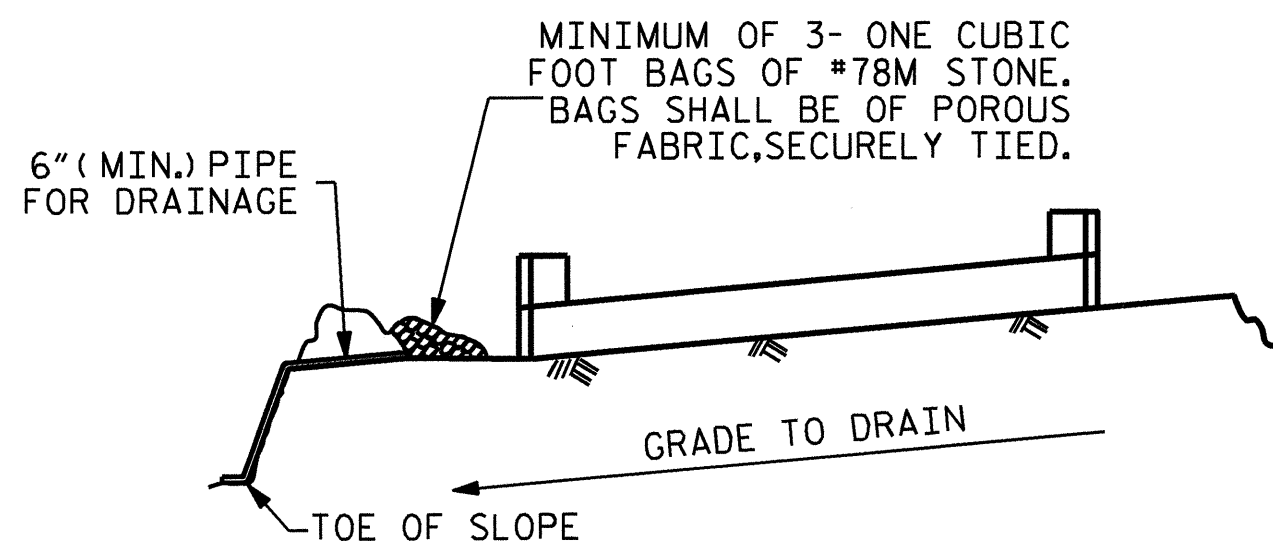 MINIMUM OF 3- ONE CUBIC
FOOT BAGS OF #78M STONE.
BAGS SHALL BE OF POROUS
FABRIC,SECURELY TIED.
6"(MIN.) PIPE
FOR DRAINAGE
GRADE TO DRAIN
TOE OF SLOPE